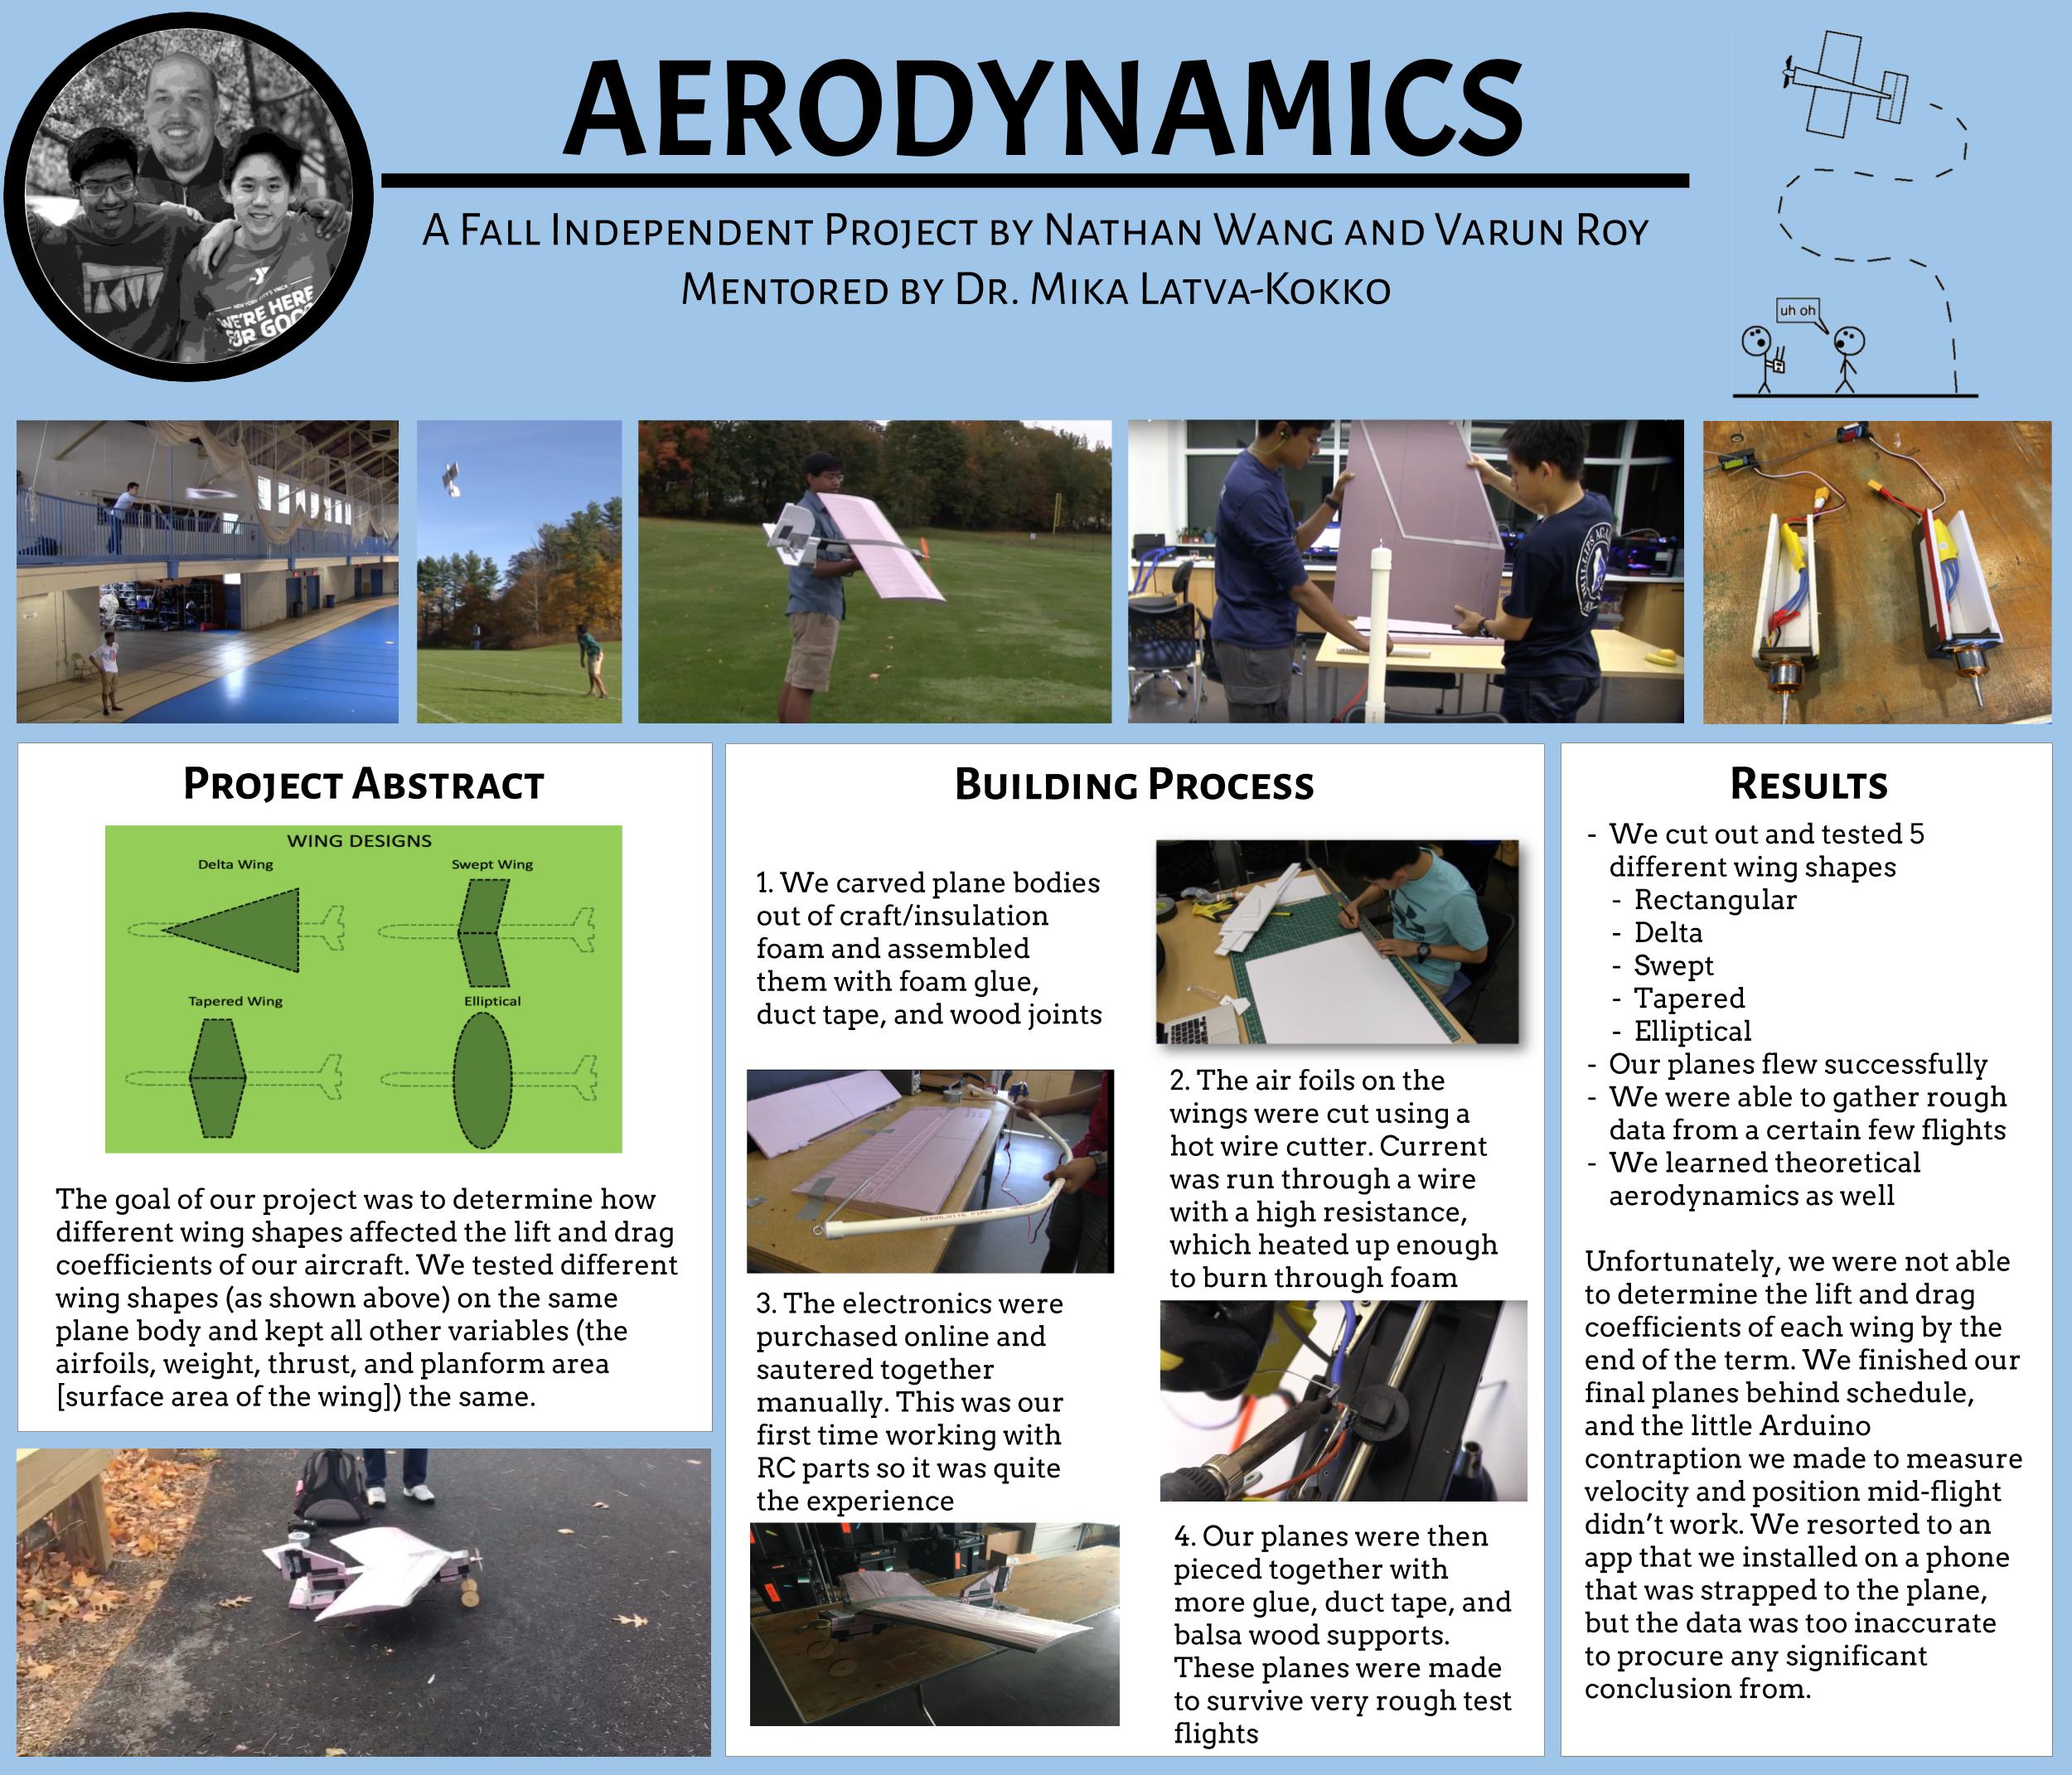 AERODYNAMICS
A Fall Independent Project by Nathan Wang and Varun Roy
Mentored by Dr. Mika Latva-Kokko
NEW YORK CITY'S YMCA
WE'RE HERE
FOR GOOD
uh oh
Project Abstract
WING DESIGNS
Delta Wing
Swept Wing
Tapered Wing
Elliptical
The goal of our project was to determine how
different wing shapes affected the lift and drag
coefficients of our aircraft. We tested different
wing shapes (as shown above) on the same
plane body and kept all other variables (the
airfoils, weight, thrust, and planform area
[surface area of the wing]) the same.
Building Process
1. We carved plane bodies
out of craft/insulation
foam and assembled
them with foam glue,
duct tape, and wood joints
2. The air foils on the
wings were cut using a
hot wire cutter. Current
was run through a wire
with a high resistance,
which heated up enough
to burn through foam
3. The electronics were
purchased online and
sautered together
manually. This was our
first time working with
RC parts so it was quite
the experience
4. Our planes were then
pieced together with
more glue, duct tape, and
balsa wood supports.
These planes were made
to survive very rough test
flights
Results
- We cut out and tested 5
different wing shapes
- Rectangular
- Delta
- Swept
- Tapered
- Elliptical
- Our planes flew successfully
- We were able to gather rough
data from a certain few flights
- We learned theoretical
aerodynamics as well
Unfortunately, we were not able
to determine the lift and drag
coefficients of each wing by the
end of the term. We finished our
final planes behind schedule,
and the little Arduino
contraption we made to measure
velocity and position mid-flight
didn't work. We resorted to an
app that we installed on a phone
that was strapped to the plane,
but the data was too inaccurate
to procure any significant
conclusion from.